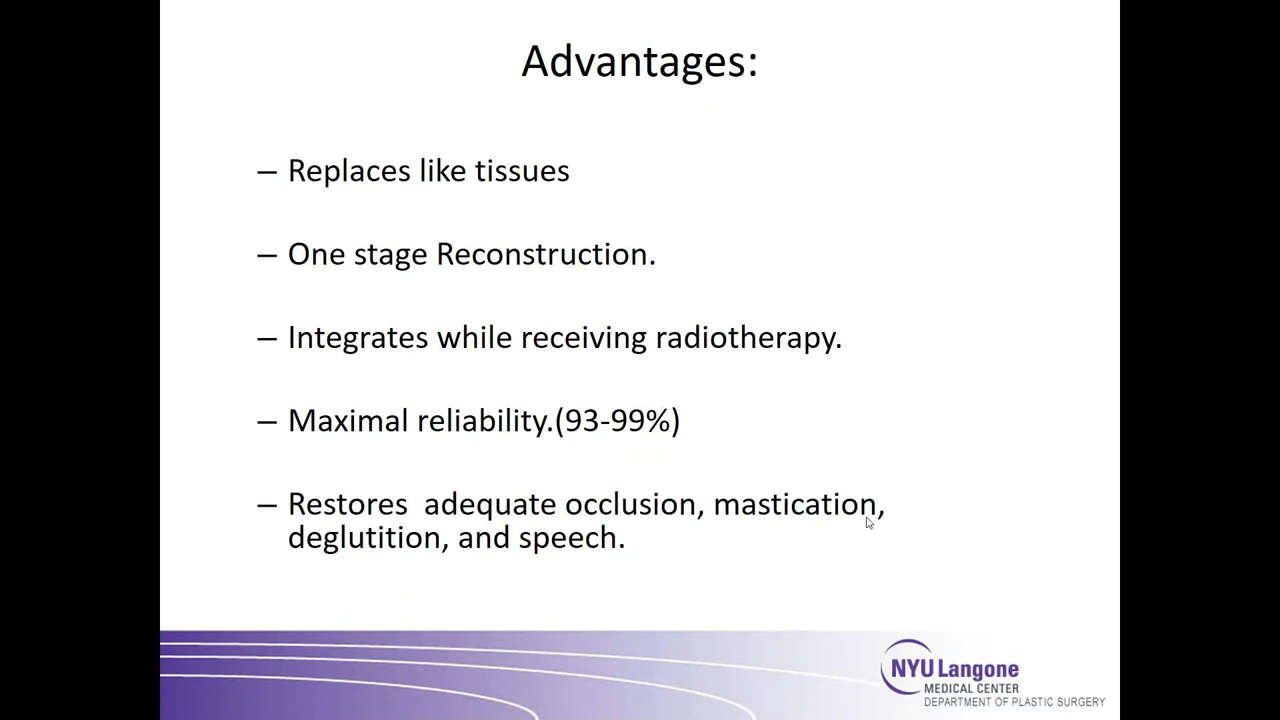 Advantages:
– Replaces like tissues
– One stage Reconstruction.
– Integrates while receiving radiotherapy.
– Maximal reliability.(93-99%)
– Restores  adequate occlusion, mastication,
deglutition, and speech.
NYU Langone
MEDICAL CENTER
DEPARTMENT OF PLASTIC SURGERY